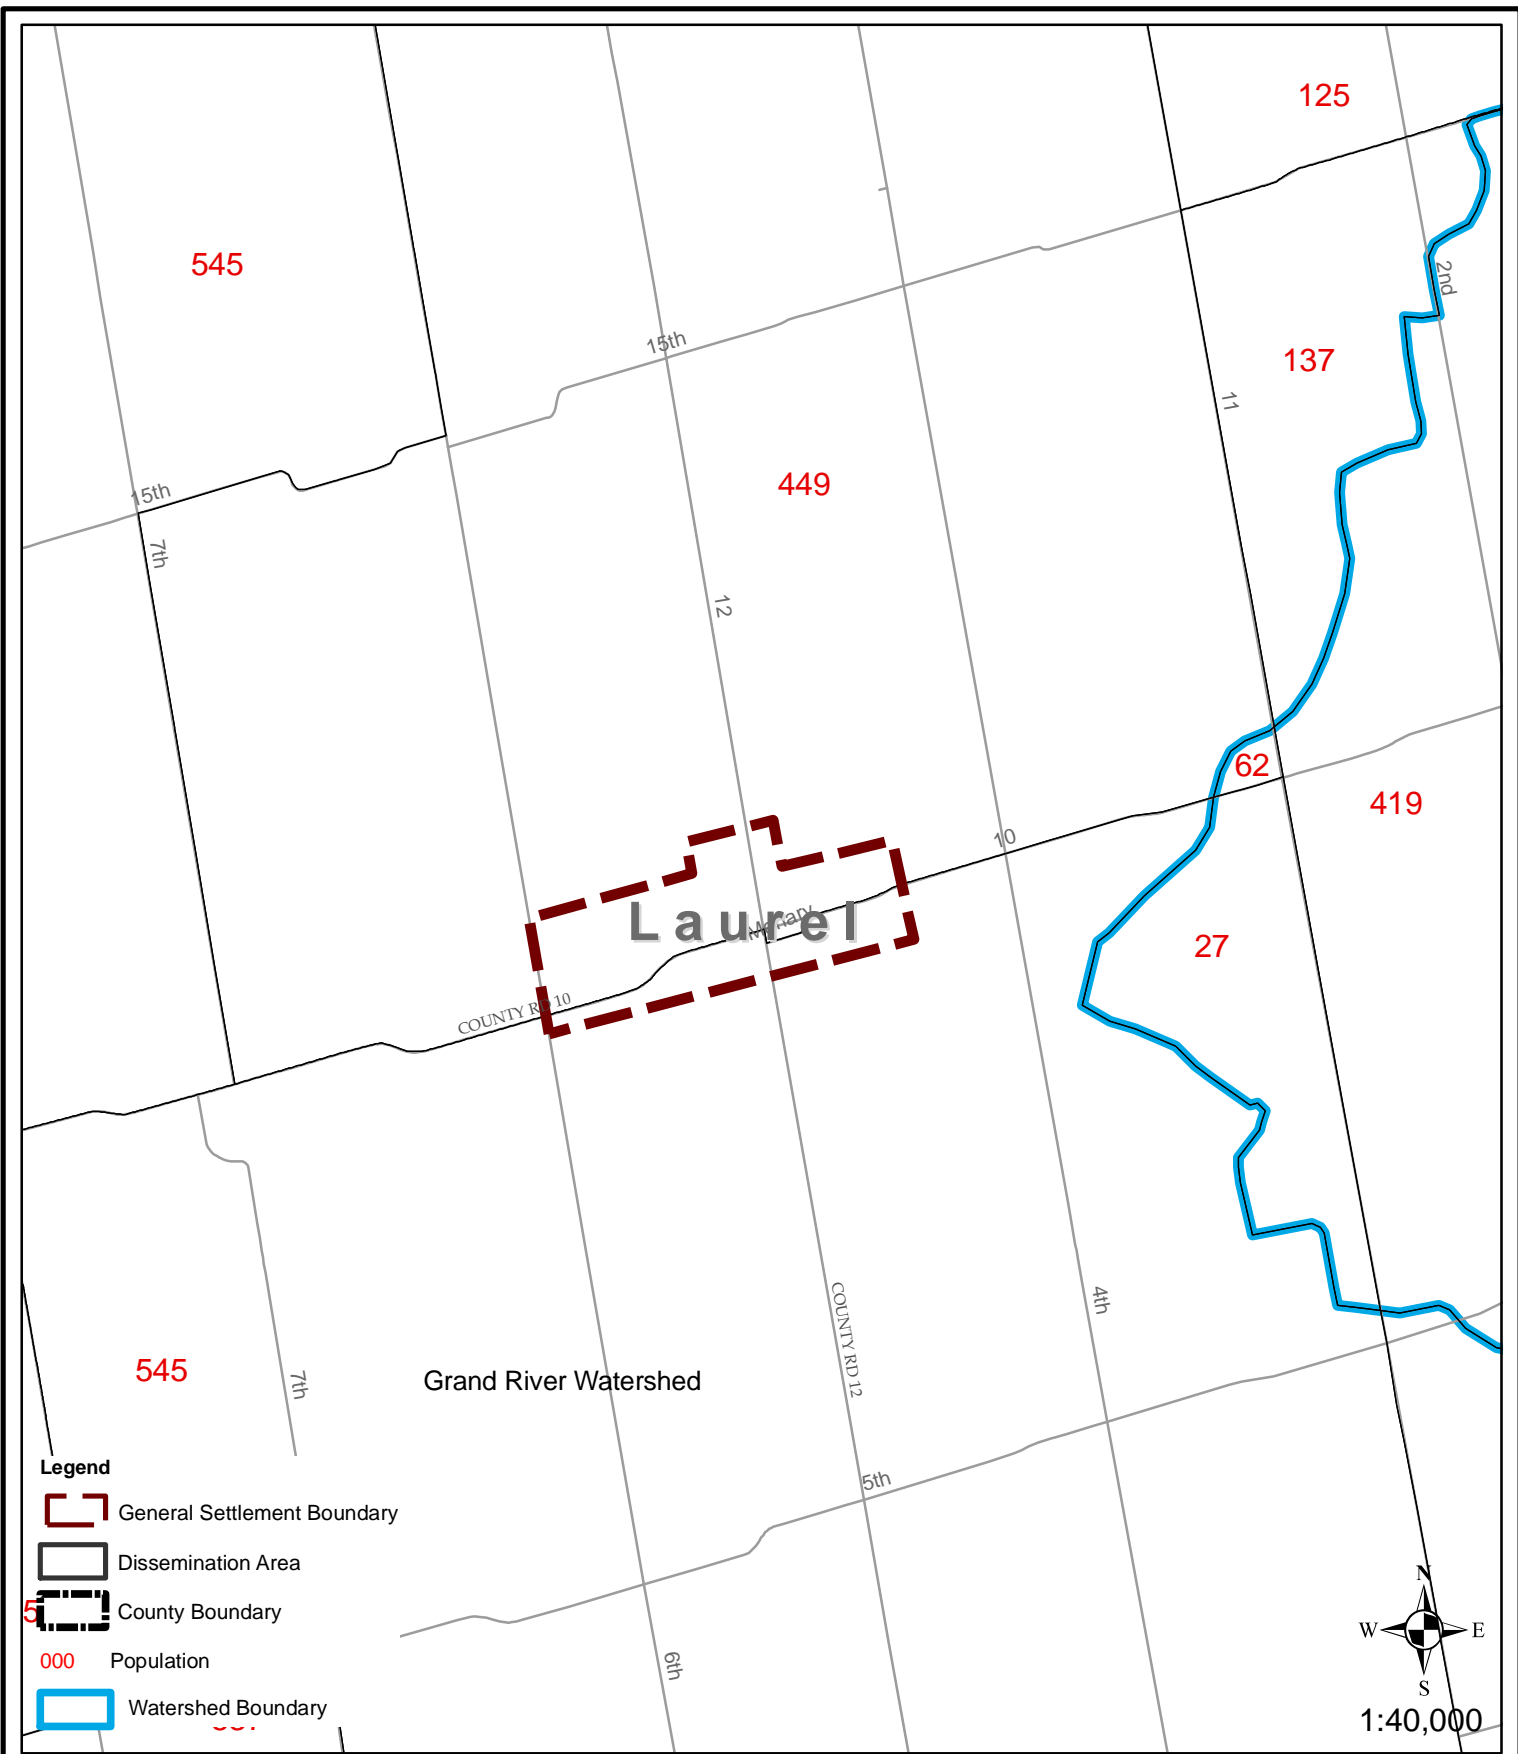 125
545
2nd
15th
137
11
449
15th
7th
12
62
419
10
Laurel
27
COUNTY RD 10
COUNTY RD 12
4th
545
7th
Grand River Watershed
Legend
General Settlement Boundary
Dissemination Area
County Boundary
000 Population
Watershed Boundary
5th
6th
N
W E
S
1:40,000